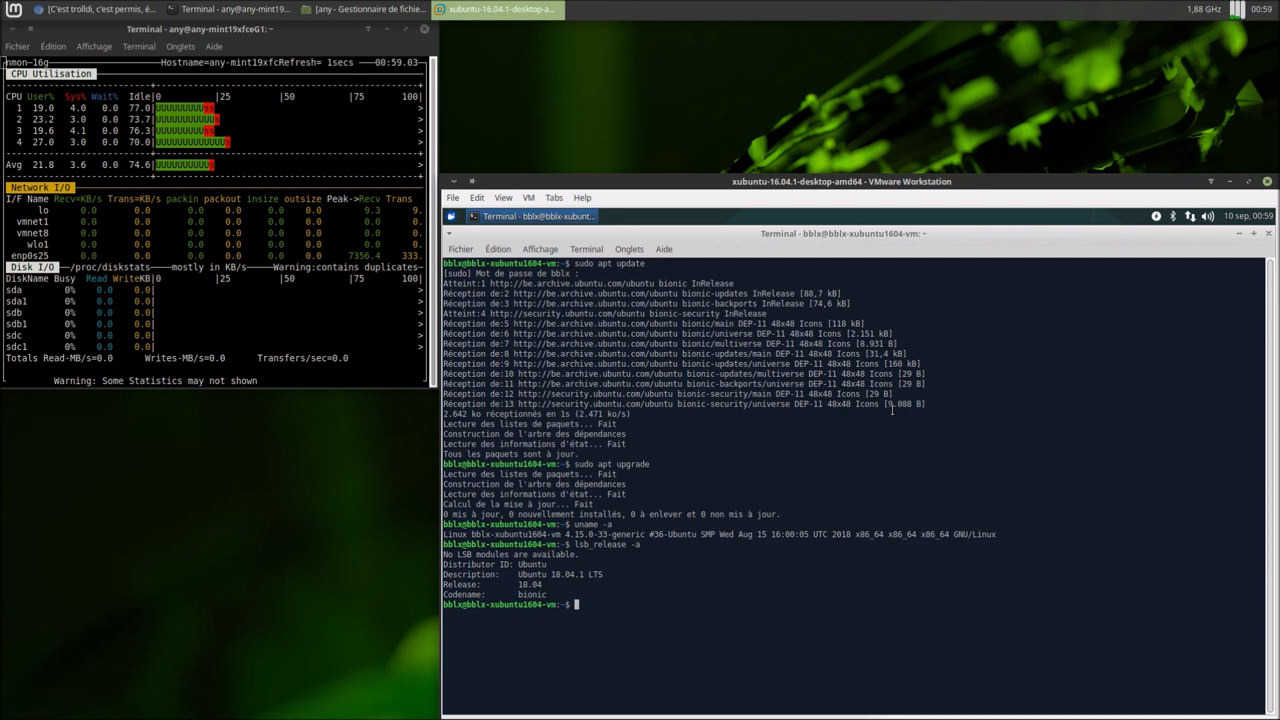 [C'est trolldi, c'est permis, é... Terminal - any@any-mint19... [any - Gestionnaire de fichie... xubuntu-16.04.1-desktop-a... 1,88 GHz 00:59
Terminal - any@any-mint19xfceG1: ~
Fichier Édition Affichage Terminal Onglets Aide
nmon-16g Hostname=any-mint19xfceRefresh= 1secs 00:59.03
CPU Utilisation
CPU User% Sys% Wait% Idle|0 |25 |50 |75 100|
1 19.0 4.0 0.0 77.0|UUUUUUUUUss >
2 23.2 3.0 0.0 73.7|UUUUUUUUUUUs >
3 19.6 4.1 0.0 76.3|UUUUUUUUUss >
4 27.0 3.0 0.0 70.0|UUUUUUUUUUUUUs >
Avg 21.8 3.6 0.0 74.6|UUUUUUUUUUs >
Network I/O
I/F Name Recv=KB/s Trans=KB/s packin packout insize outsize Peak->Recv Trans
lo 0.0 0.0 0.0 0.0 0.0 0.0 9.3 9.
vmnet1 0.0 0.0 0.0 0.0 0.0 0.0 0.0 0.
vmnet8 0.0 0.0 0.0 0.0 0.0 0.0 0.0 0.
wlo1 0.0 0.0 0.0 0.0 0.0 0.0 0.0 0.
enp0s25 0.0 0.0 0.0 0.0 0.0 0.0 7356.4 333.
Disk I/O /proc/diskstats mostly in KB/s Warning:contains duplicates
DiskName Busy Read WriteKB|0 |25 |50 |75 100|
sda 0% 0.0 0.0| >
sda1 0% 0.0 0.0| >
sdb 0% 0.0 0.0| >
sdb1 0% 0.0 0.0| >
sdc 0% 0.0 0.0| >
sdc1 0% 0.0 0.0| >
Totals Read-MB/s=0.0 Writes-MB/s=0.0 Transfers/sec=0.0
Warning: Some Statistics may not shown
xubuntu-16.04.1-desktop-amd64 - VMware Workstation
File Edit View VM Tabs Help
Terminal - bblx@bblx-xubunt... 10 sep, 00:59
Terminal - bblx@bblx-xubuntu1604-vm: ~
Fichier Édition Affichage Terminal Onglets Aide
bblx@bblx-xubuntu1604-vm:~$ sudo apt update
[sudo] Mot de passe de bblx :
Atteint:1 http://be.archive.ubuntu.com/ubuntu bionic InRelease
Réception de:2 http://be.archive.ubuntu.com/ubuntu bionic-updates InRelease [88,7 kB]
Réception de:3 http://be.archive.ubuntu.com/ubuntu bionic-backports InRelease [74,6 kB]
Atteint:4 http://security.ubuntu.com/ubuntu bionic-security InRelease
Réception de:5 http://be.archive.ubuntu.com/ubuntu bionic/main DEP-11 48x48 Icons [118 kB]
Réception de:6 http://be.archive.ubuntu.com/ubuntu bionic/universe DEP-11 48x48 Icons [2.151 kB]
Réception de:7 http://be.archive.ubuntu.com/ubuntu bionic/multiverse DEP-11 48x48 Icons [8.931 B]
Réception de:8 http://be.archive.ubuntu.com/ubuntu bionic-updates/main DEP-11 48x48 Icons [31,4 kB]
Réception de:9 http://be.archive.ubuntu.com/ubuntu bionic-updates/universe DEP-11 48x48 Icons [160 kB]
Réception de:10 http://be.archive.ubuntu.com/ubuntu bionic-updates/multiverse DEP-11 48x48 Icons [29 B]
Réception de:11 http://be.archive.ubuntu.com/ubuntu bionic-backports/universe DEP-11 48x48 Icons [29 B]
Réception de:12 http://security.ubuntu.com/ubuntu bionic-security/main DEP-11 48x48 Icons [29 B]
Réception de:13 http://security.ubuntu.com/ubuntu bionic-security/universe DEP-11 48x48 Icons [9.088 B]
2.642 ko réceptionnés en 1s (2.471 ko/s)
Lecture des listes de paquets... Fait
Construction de l'arbre des dépendances
Lecture des informations d'état... Fait
Tous les paquets sont à jour.
bblx@bblx-xubuntu1604-vm:~$ sudo apt upgrade
Lecture des listes de paquets... Fait
Construction de l'arbre des dépendances
Lecture des informations d'état... Fait
Calcul de la mise à jour... Fait
0 mis à jour, 0 nouvellement installés, 0 à enlever et 0 non mis à jour.
bblx@bblx-xubuntu1604-vm:~$ uname -a
Linux bblx-xubuntu1604-vm 4.15.0-33-generic #36-Ubuntu SMP Wed Aug 15 16:00:05 UTC 2018 x86_64 x86_64 x86_64 GNU/Linux
bblx@bblx-xubuntu1604-vm:~$ lsb_release -a
No LSB modules are available.
Distributor ID: Ubuntu
Description: Ubuntu 18.04.1 LTS
Release: 18.04
Codename: bionic
bblx@bblx-xubuntu1604-vm:~$